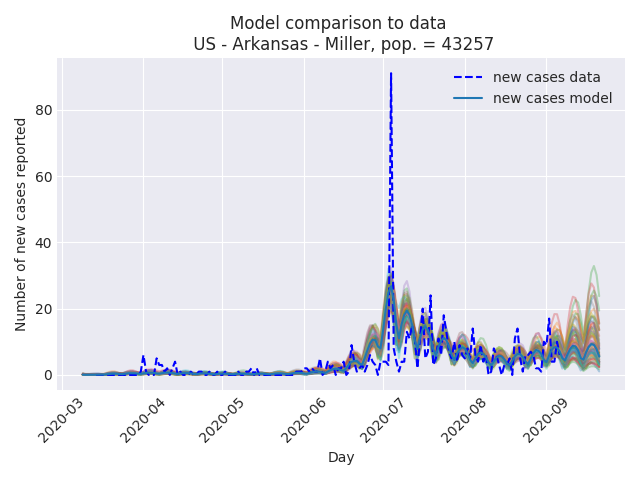 Model comparison to data
US - Arkansas - Miller, pop. = 43257
new cases data
new cases model
Number of new cases reported
80
60
40
20
0
2020-03
2020-04
2020-05
2020-06
2020-07
2020-08
2020-09
Day